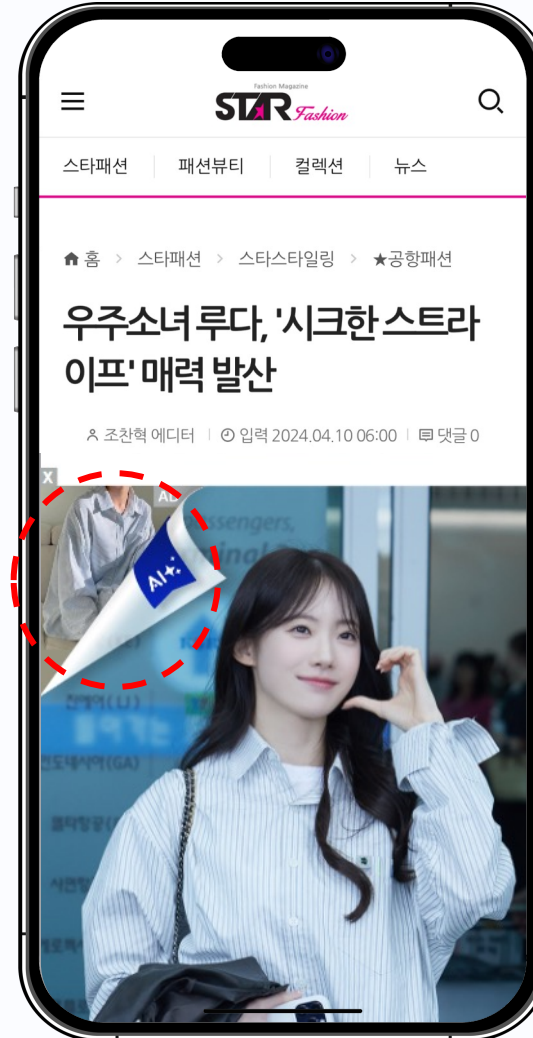 Fashion Magazine
STAR Fashion
스타패션 패션뷰티 컬렉션 뉴스
홈 > 스타패션 > 스타스타일링 > ★공항패션
우주소녀 루다, '시크한 스트라
이프' 매력 발산
조찬혁 에디터 입력 2024.04.10 06:00 댓글 0
X
AD
AI